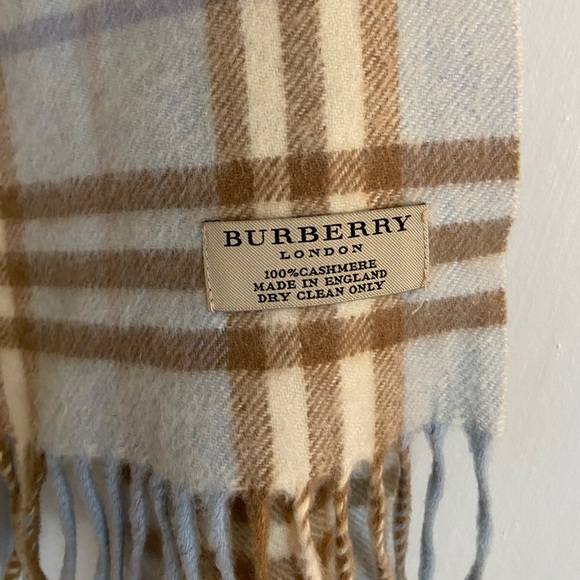 BURBERRY
LONDON
100%CASHMERE
MADE IN ENGLAND
DRY CLEAN ONLY